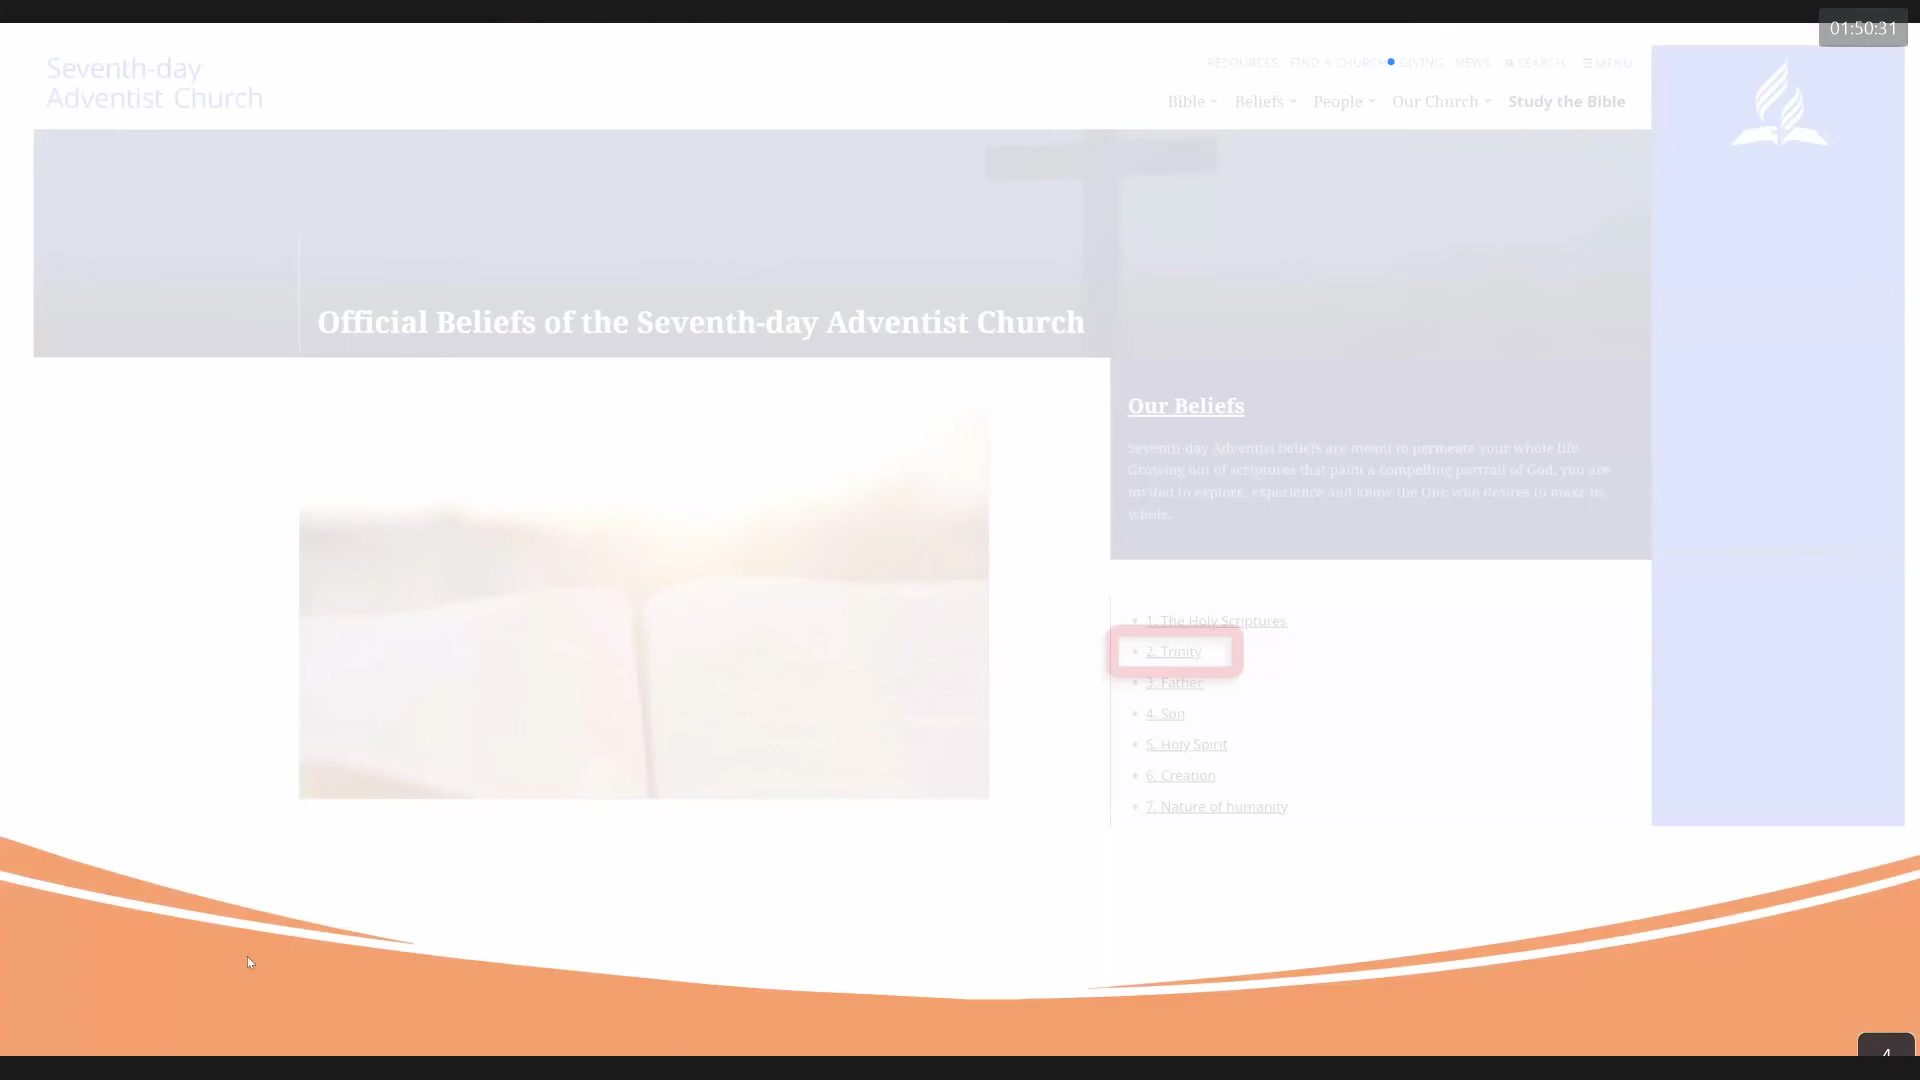 01:50:31
Seventh-day
Adventist Church
RESOURCES FIND A CHURCH GIVING NEWS SEARCH MENU
Bible Beliefs People Our Church Study the Bible
Official Beliefs of the Seventh-day Adventist Church
Our Beliefs
Seventh-day Adventist beliefs are meant to permeate your whole life.
Growing out of scriptures that paint a compelling portrait of God, you are
invited to explore, experience and know the One who desires to make us
whole.
1. The Holy Scriptures
2. Trinity
3. Father
4. Son
5. Holy Spirit
6. Creation
7. Nature of humanity
4